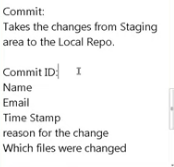 Commit:
Takes the changes from Staging
area to the Local Repo.
Commit ID:
Name
Email
Time Stamp
reason for the change
Which files were changed